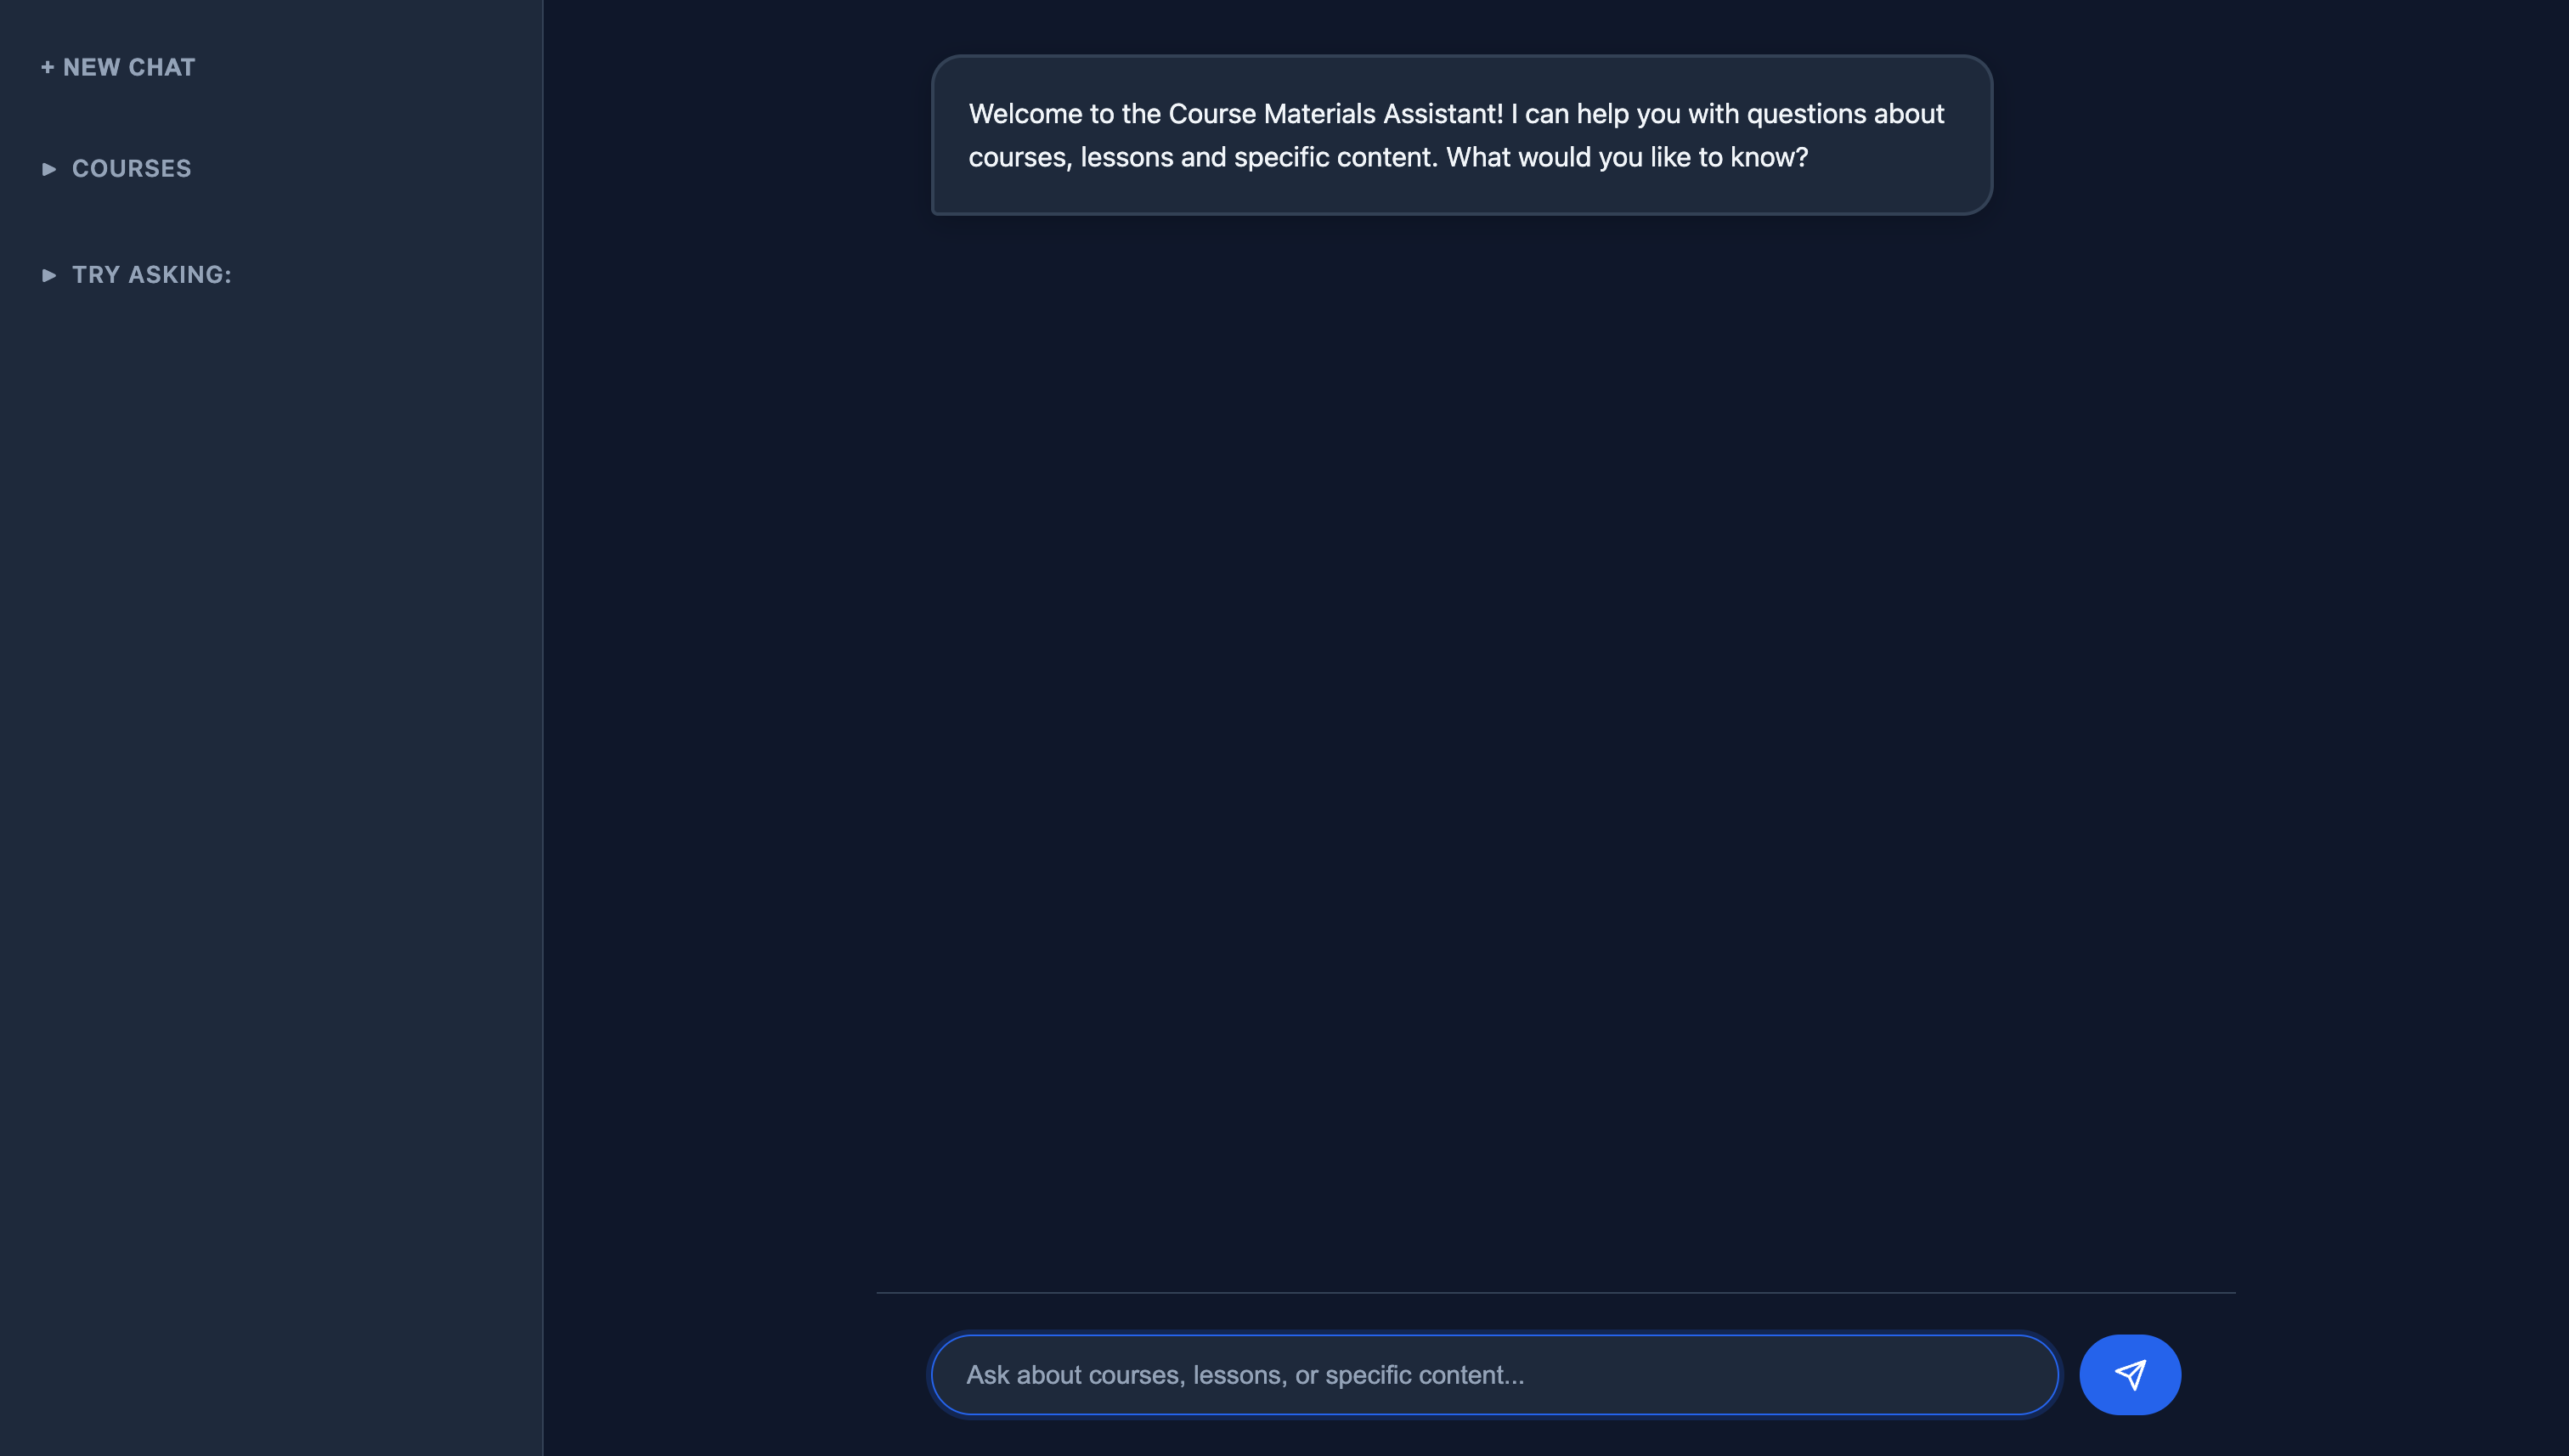 + NEW CHAT
▶ COURSES
▶ TRY ASKING:
Welcome to the Course Materials Assistant! I can help you with questions about
courses, lessons and specific content. What would you like to know?
Ask about courses, lessons, or specific content...